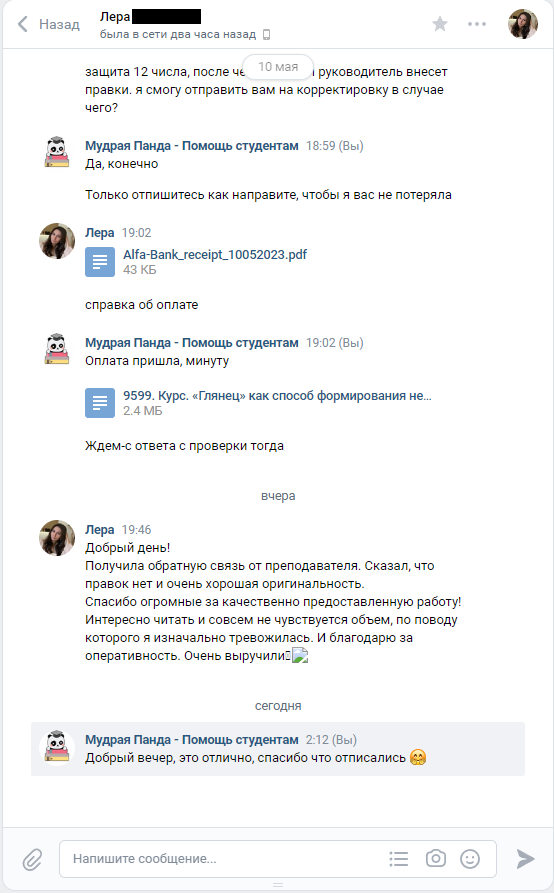 Назад
Лера
была в сети два часа назад
10 мая
защита 12 числа, после че
руководитель внесет
правки. я смогу отправить вам на корректировку в случае
чего?
Мудрая Панда - Помощь студентам 18:59 (Вы)
Да, конечно
Только отпишитесь как направите, чтобы я вас не потеряла
Лера 19:02
Alfa-Bank_receipt_10052023.pdf
43 КБ
справка об оплате
Мудрая Панда - Помощь студентам 19:02 (Вы)
Оплата пришла, минуту
9599. Курс. «Глянец» как способ формирования не...
2.4 МБ
Ждем-с ответа с проверки тогда
вчера
Лера 19:46
Добрый день!
Получила обратную связь от преподавателя. Сказал, что
правок нет и очень хорошая оригинальность.
Спасибо огромные за качественно предоставленную работу!
Интересно читать и совсем не чувствуется объем, по поводу
которого я изначально тревожилась. И благодарю за
оперативность. Очень выручили
сегодня
Мудрая Панда - Помощь студентам 2:12 (Вы)
Добрый вечер, это отлично, спасибо что отписались 🤗
Напишите сообщение...